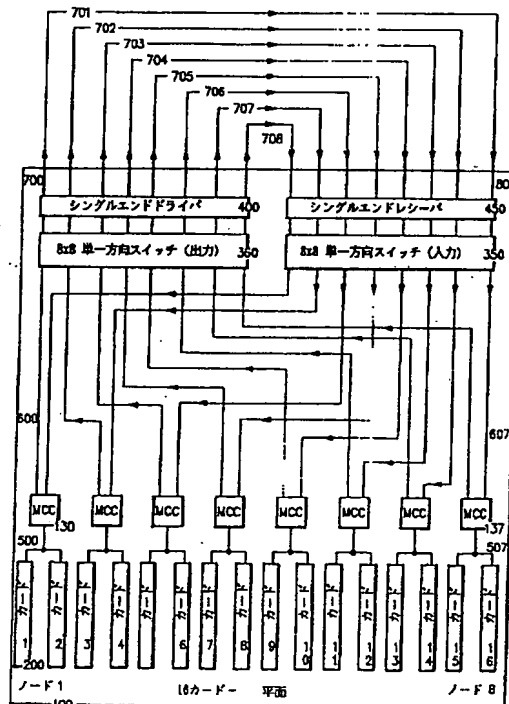 701
702
703
704
705
706
707
708
700
シングルエンドドライバ 400
シングルエンドレシーバ 450
8x8 単一方向スイッチ (出力) 360
8x8 単一方向スイッチ (入力) 350
600
607
MCC MCC MCC MCC MCC MCC MCC MCC
130
137
500
507
カード 1
カード 2
カード 3
カード 4
カード
カード 6
カード 7
カード 8
カード 9
カード 10
カード 11
カード 12
カード 13
カード 14
カード 15
カード 16
200
ノード 1
16カード 平面
ノード 8
100